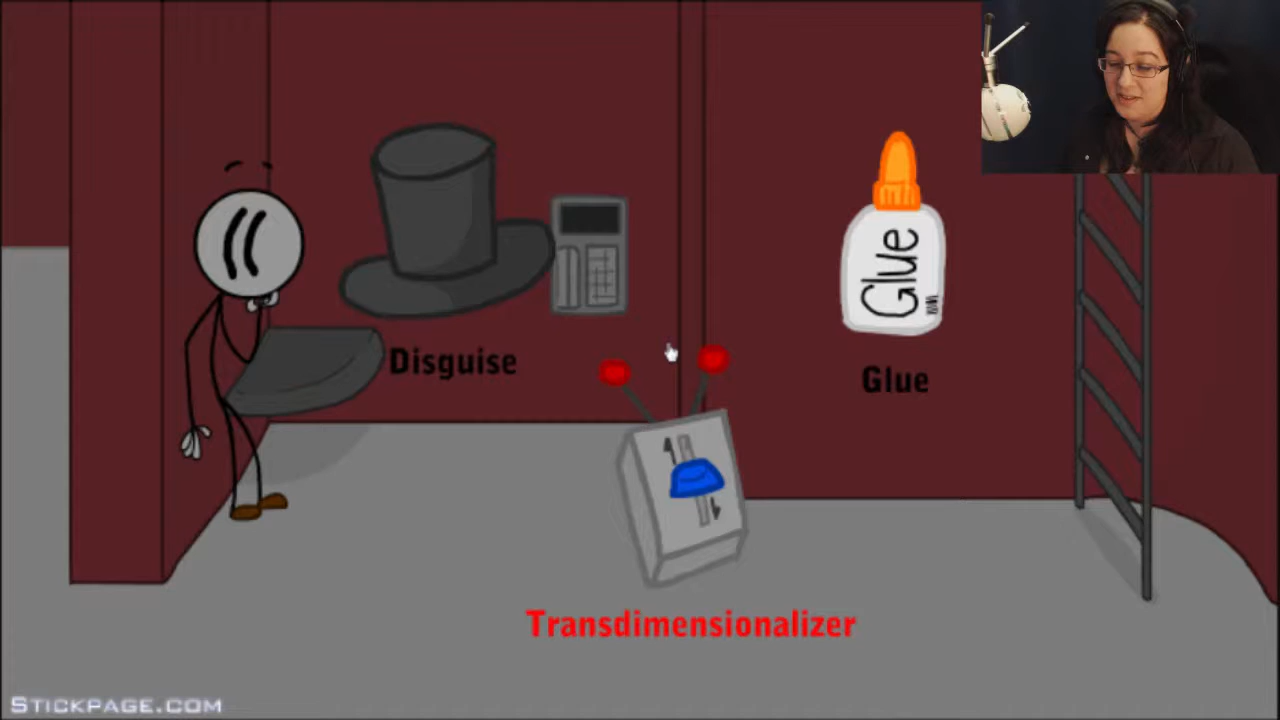 Glue
Disguise
Glue
Transdimensionalizer
STICKPAGE.COM